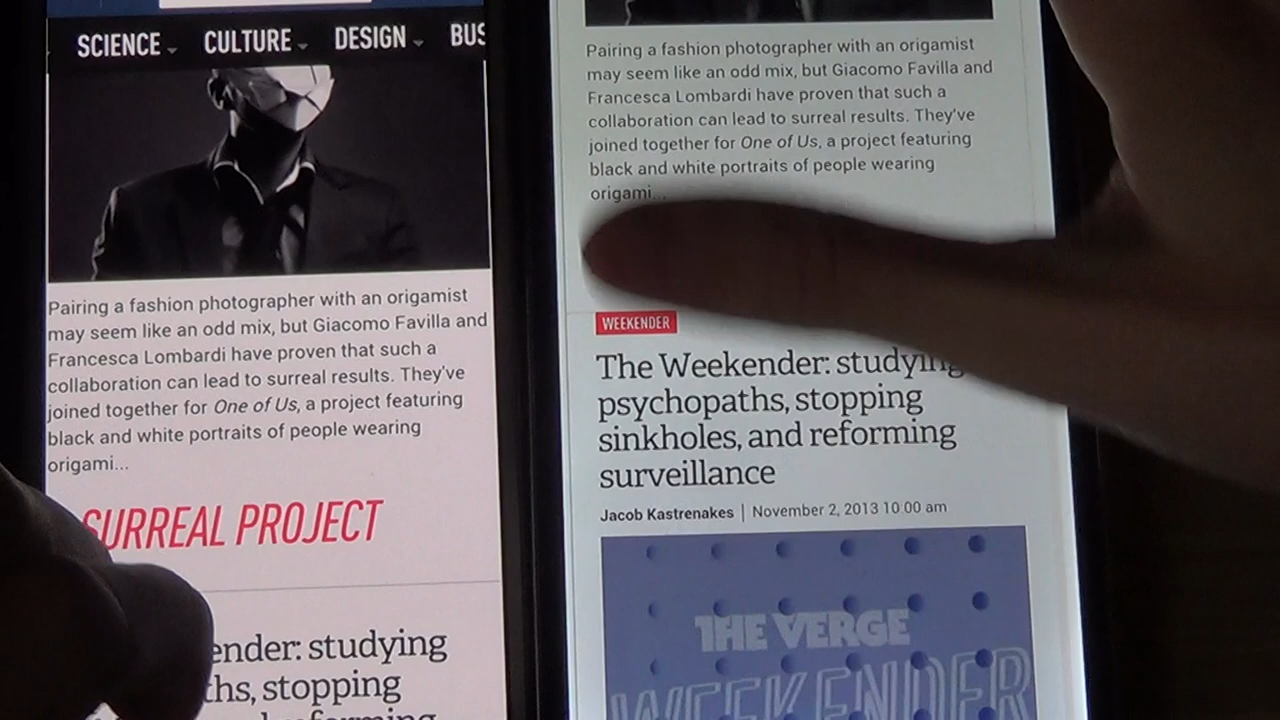 SCIENCE CULTURE DESIGN
Pairing a fashion photographer with an origamist
may seem like an odd mix, but Giacomo Favilla and
Francesca Lombardi have proven that such a
collaboration can lead to surreal results. They've
joined together for One of Us, a project featuring
black and white portraits of people wearing
origami...
SURREAL PROJECT
ender: studying
ths, stopping
Pairing a fashion photographer with an origamist
may seem like an odd mix, but Giacomo Favilla and
Francesca Lombardi have proven that such a
collaboration can lead to surreal results. They've
joined together for One of Us, a project featuring
black and white portraits of people wearing
origami...
WEEKENDER
The Weekender: studying
psychopaths, stopping
sinkholes, and reforming
surveillance
Jacob Kastrenakes | November 2, 2013 10:00 am
THE VERGE
WEEKENDER